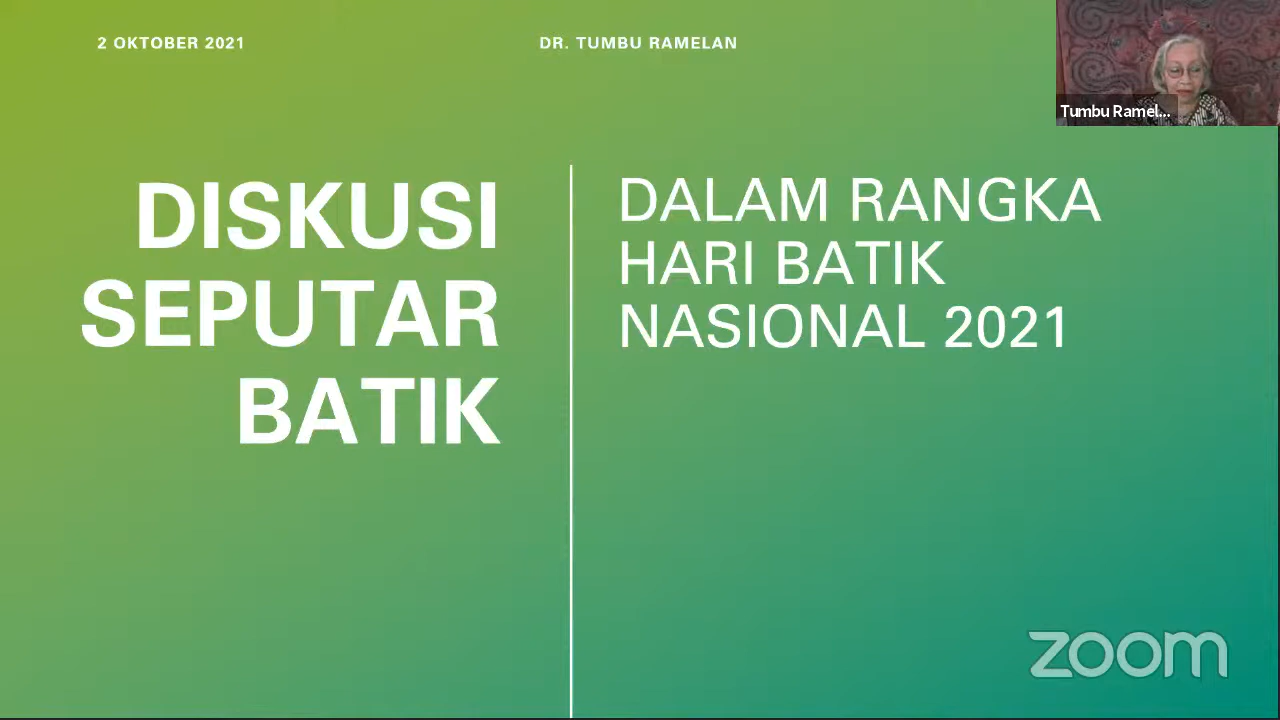 2 OKTOBER 2021
DR. TUMBU RAMELAN
Tumbu Ramel...
DISKUSI
SEPUTAR
BATIK
DALAM RANGKA
HARI BATIK
NASIONAL 2021
zoom